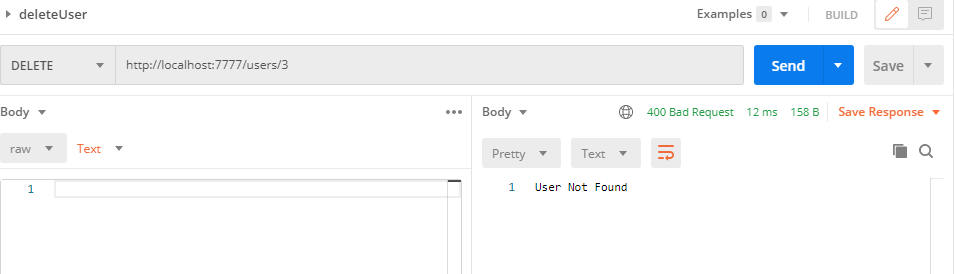 deleteUser
Examples 0 BUILD
DELETE http://localhost:7777/users/3 Send Save
Body
raw Text
1
Body 400 Bad Request 12 ms 158 B Save Response
Pretty Text
1 User Not Found